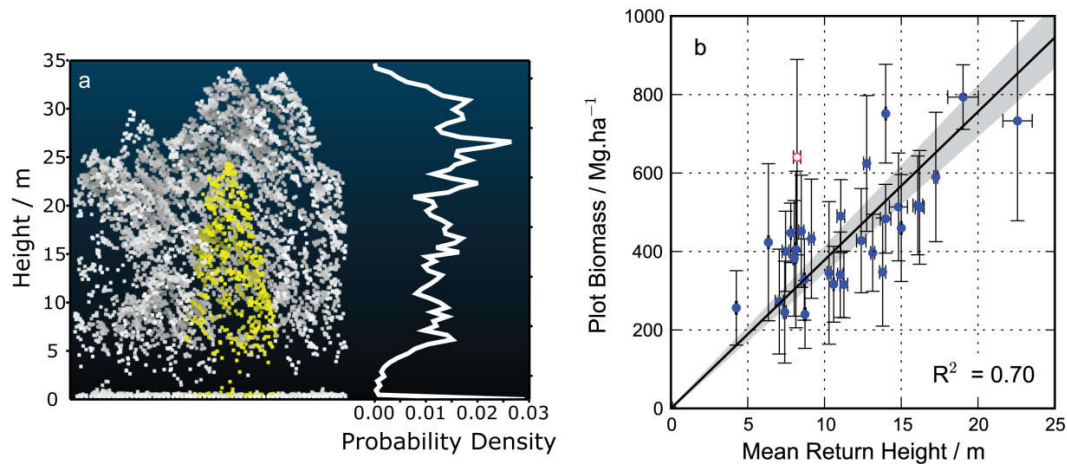 a
35
30
25
20
15
10
5
0
Height / m
0.00 0.01 0.02 0.03
Probability Density
b
1000
800
600
400
200
0
Plot Biomass / Mg.ha⁻¹
R² = 0.70
0 5 10 15 20 25
Mean Return Height / m